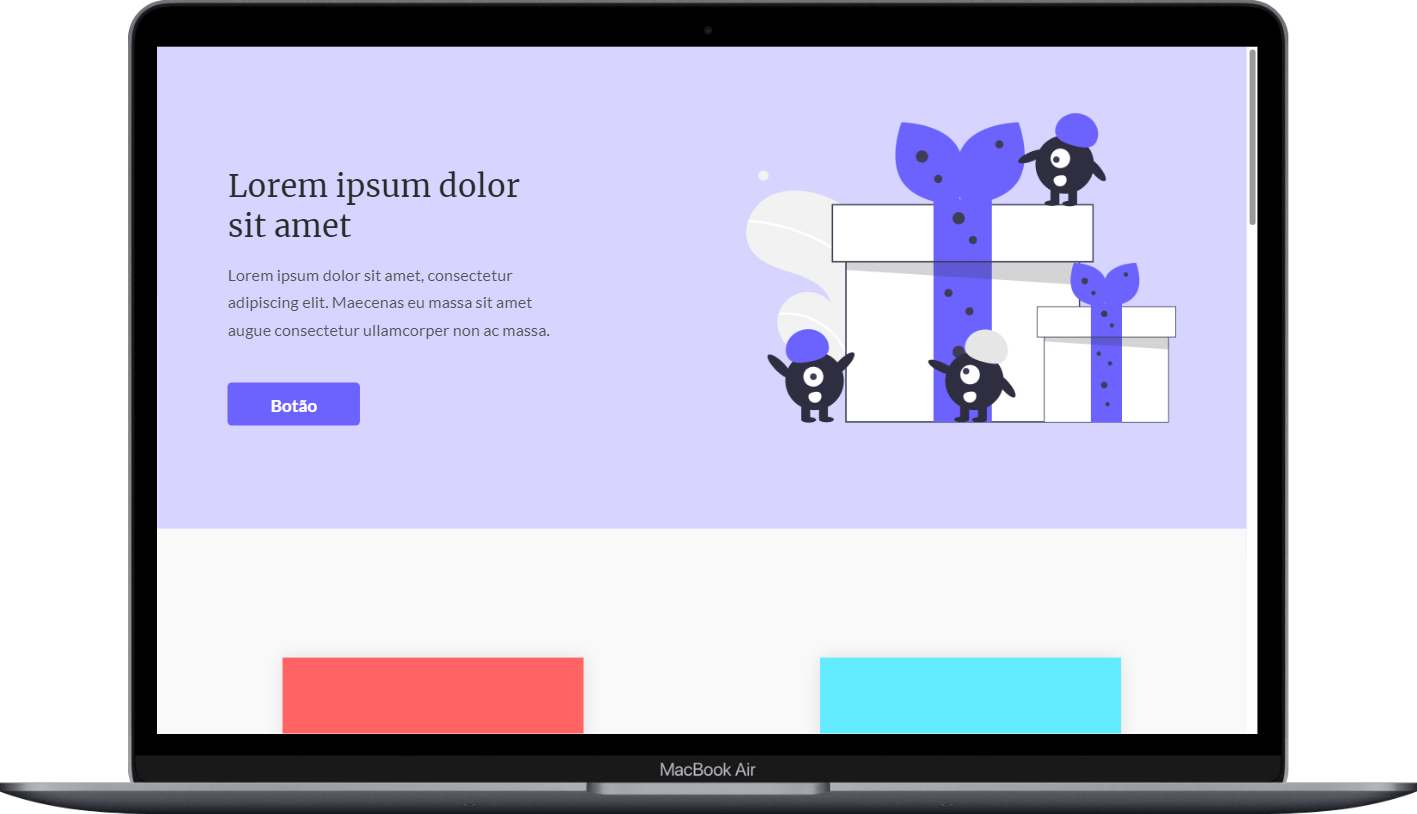 Lorem ipsum dolor
sit amet
Lorem ipsum dolor sit amet, consectetur
adipiscing elit. Maecenas eu massa sit amet
augue consectetur ullamcorper non ac massa.
Botão
MacBook Air